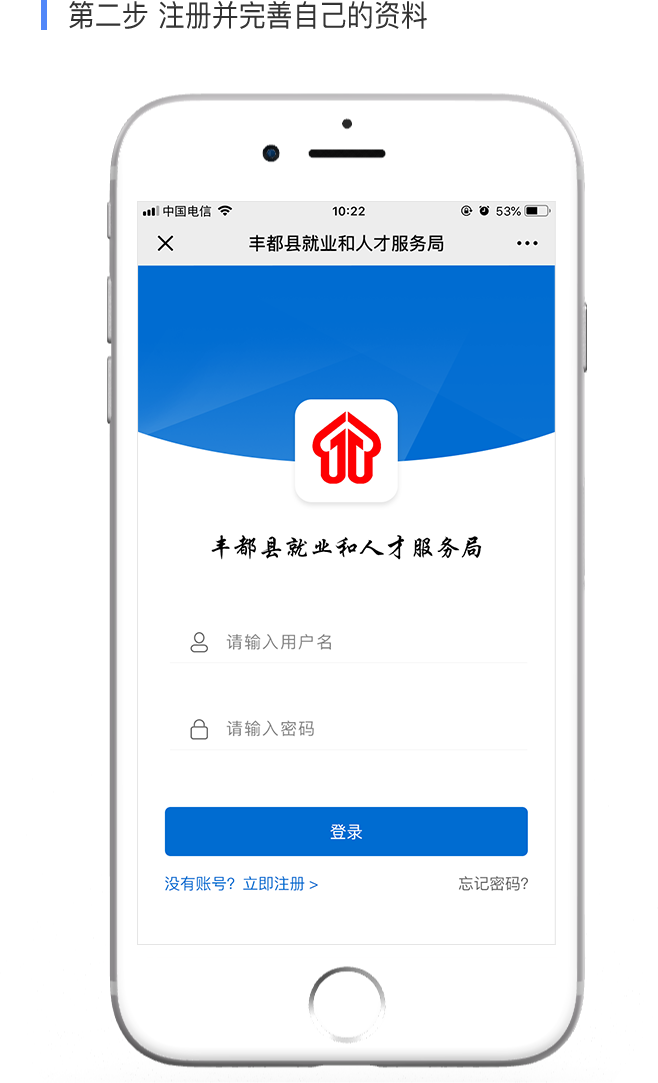 第二步 注册并完善自己的资料
中国电信 10:22 53%
丰都县就业和人才服务局
丰都县就业和人才服务局
请输入用户名
请输入密码
登录
没有账号？立即注册 > 忘记密码?